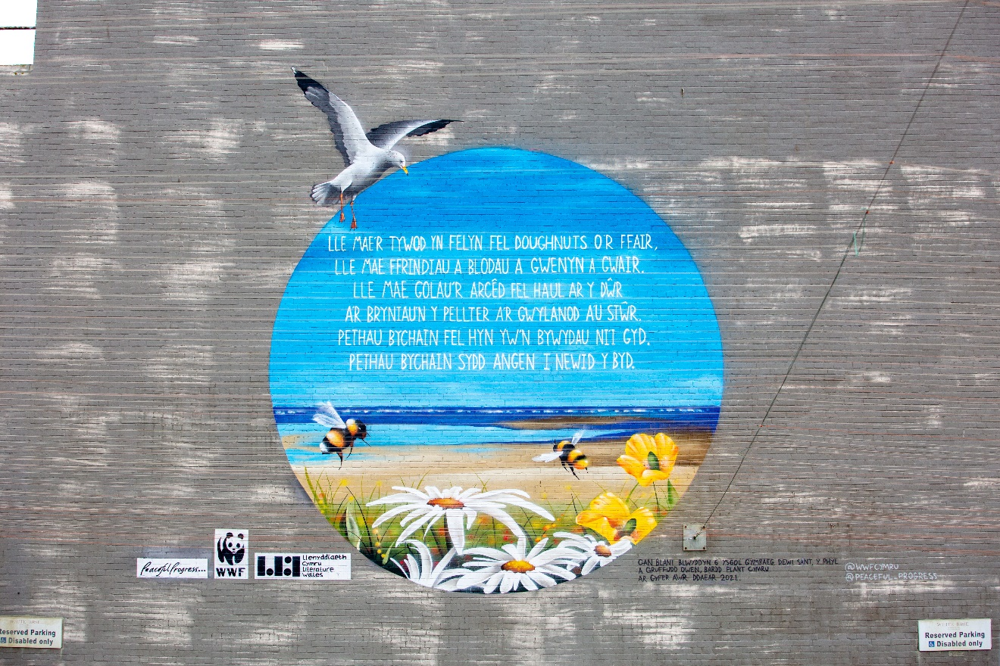 LLE MAE'R TYWOD YN FELYN FEL DOUGHNUTS O'R FFAIR,
LLE MAE FFRINDIAU A BLODAU A GWENYN A GWAIR.
LLE MAE GOLAU'R ARCÊD FEL HAUL AR Y DŴR
A'R BRYNIAU'N Y PELLTER A'R GWYLANOD A'U STŴR.
PETHAU BYCHAIN FEL HYN YW'N BYWYDAU NI I GYD.
PETHAU BYCHAIN SYDD ANGEN I NEWID Y BYD.
Peaceful Progress...
WWF
Llenyddiaeth
Cymru
Literature
Wales
GAN BLANT BLWYDDYN 6 YSGOL GYMRAEG DEWI SANT, Y RHYL
A GRUFFUDD OWEN, BARDD PLANT CYMRU.
AR GYFER AWR DDAEAR 2021.
@WWFCYMRU
@PEACEFUL_PROGRESS
Reserved Parking
Disabled only
Reserved Parking
Disabled only